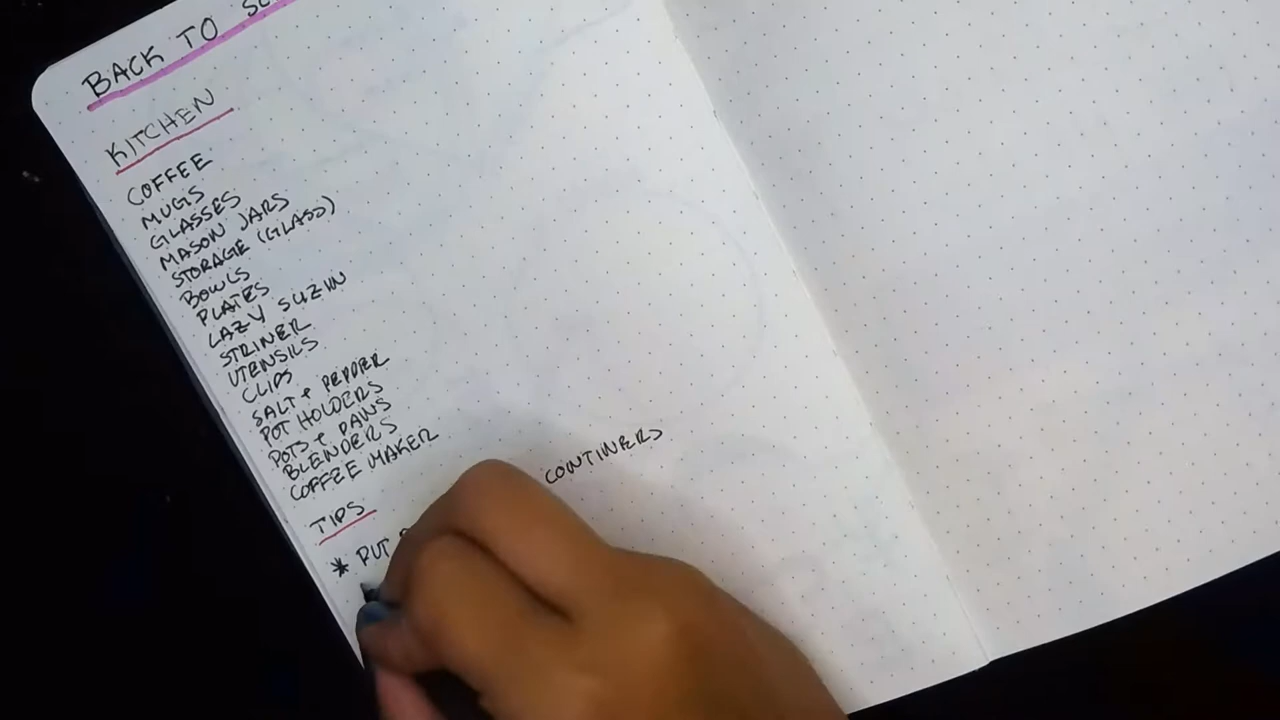 BACK TO
KITCHEN
COFFEE
MUGS
GLASSES
MASON JARS
STORAGE (GLASS)
BOWLS
PLATES
LAZY SUZIN
STRINER
UTENSILS
CLIPS
SALT + PEPPER
POT HOLDERS
POTS + PANS
BLENDERS
COFFEE MAKER
TIPS
* PUT CONTINERS